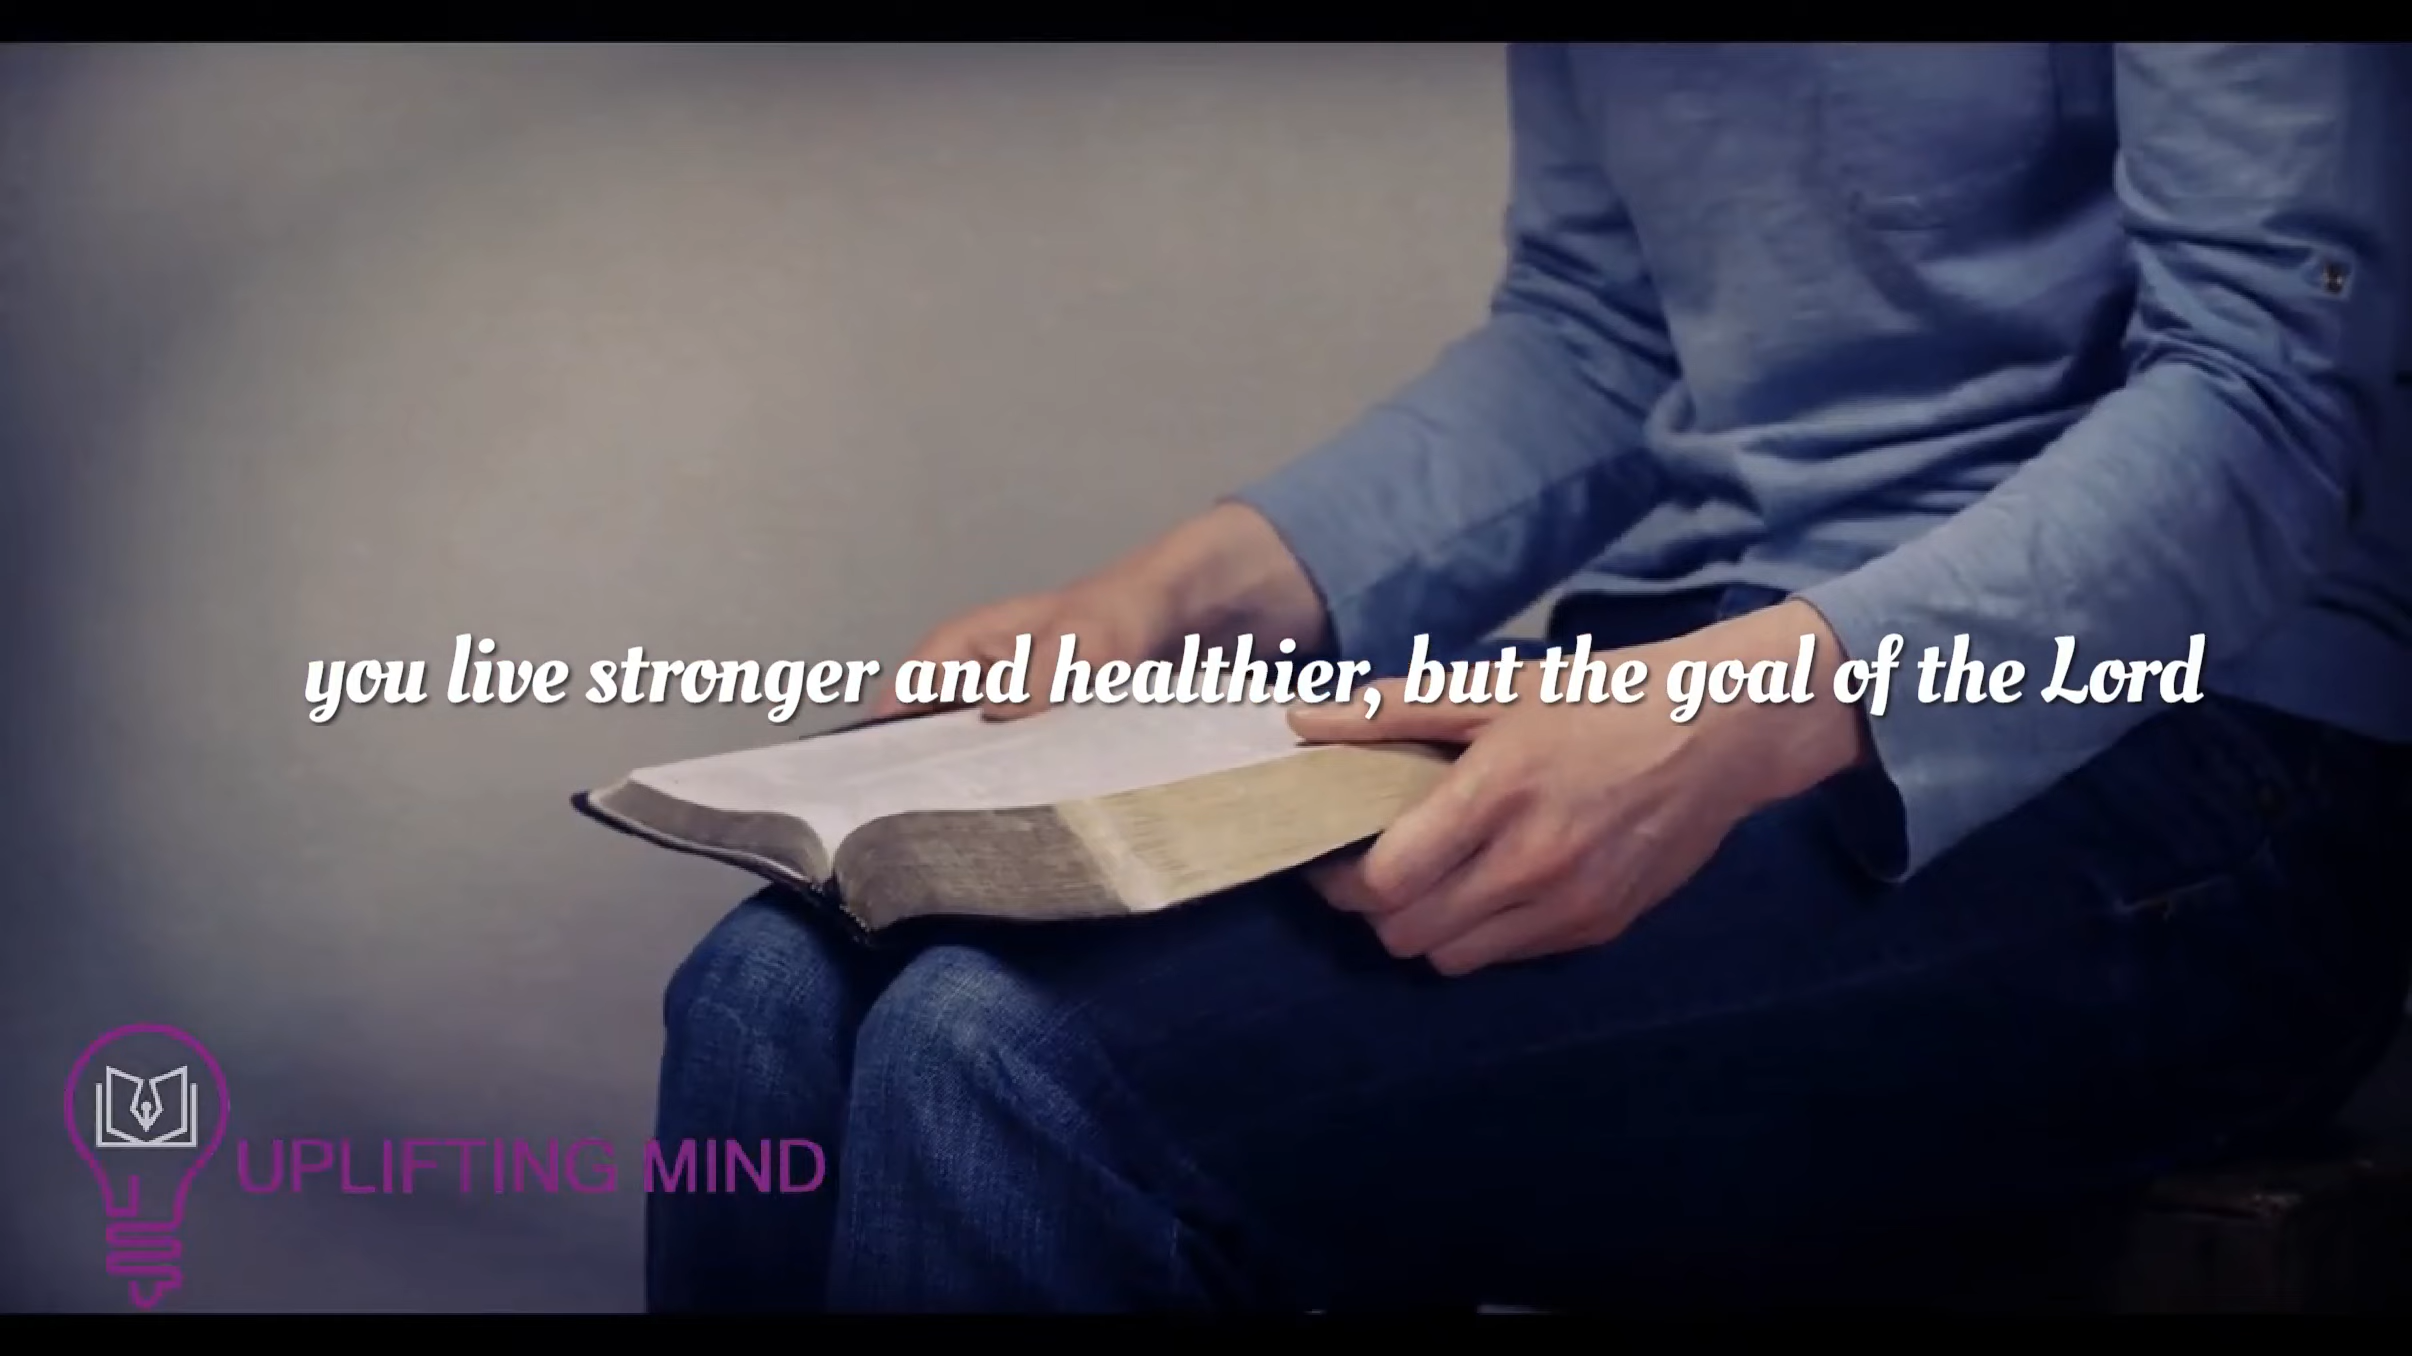 you live stronger and healthier, but the goal of the Lord
UPLIFTING MIND